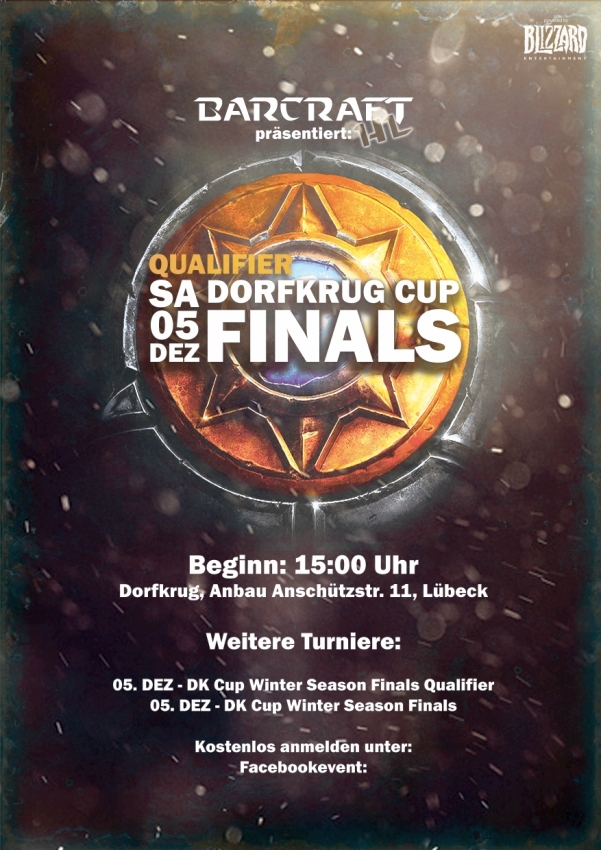 powered by
BLIZZARD
ENTERTAINMENT
BARCRAFT
HL
präsentiert:
QUALIFIER
SA DORFKRUG CUP
05 FINALS
DEZ
Beginn: 15:00 Uhr
Dorfkrug, Anbau Anschützstr. 11, Lübeck
Weitere Turniere:
05. DEZ - DK Cup Winter Season Finals Qualifier
05. DEZ - DK Cup Winter Season Finals
Kostenlos anmelden unter:
Facebookevent: